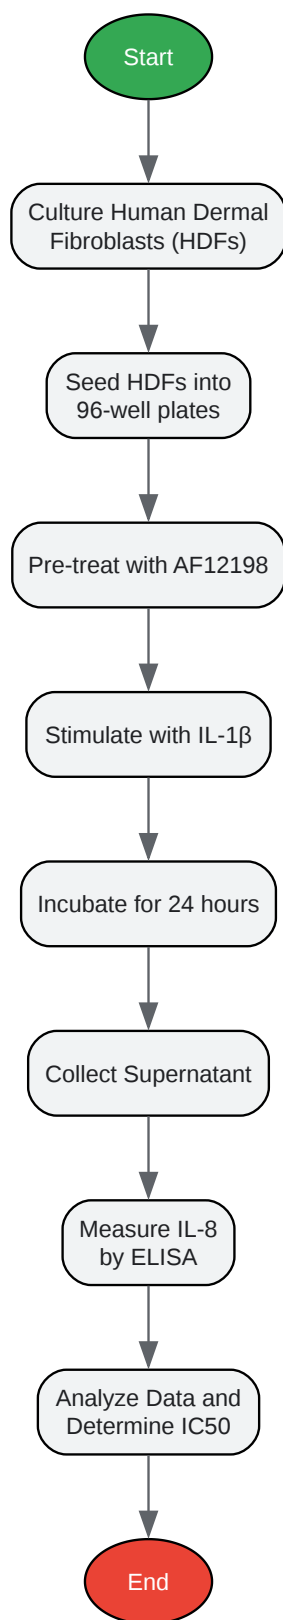 Start
Culture Human Dermal
Fibroblasts (HDFs)
Seed HDFs into
96-well plates
Pre-treat with AF12198
Stimulate with IL-1β
Incubate for 24 hours
Collect Supernatant
Measure IL-8
by ELISA
Analyze Data and
Determine IC50
End